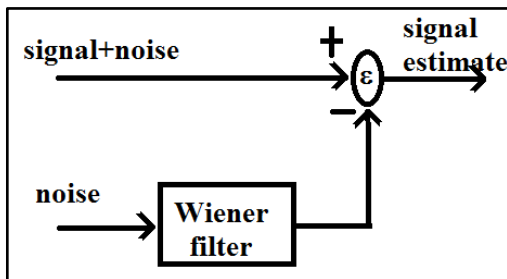 signal+noise
+
signal
estimate
ε
−
noise
Wiener
filter